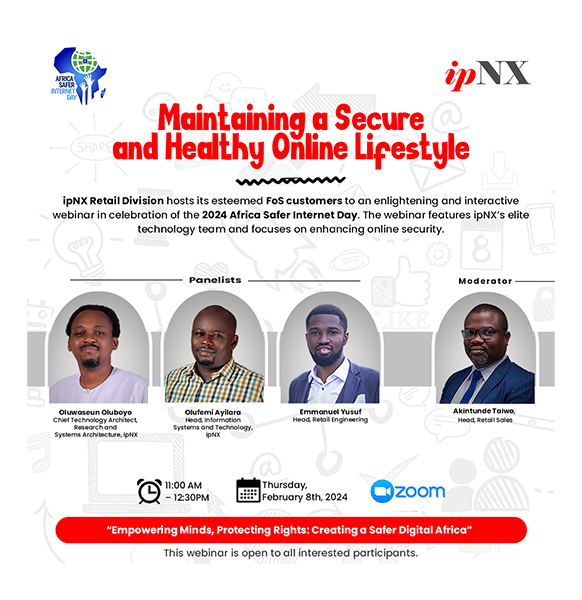 AFRICA
SAFER
INTERNET
DAY
ipNX
Maintaining a Secure
and Healthy Online Lifestyle
ipNX Retail Division hosts its esteemed FoS customers to an enlightening and interactive
webinar in celebration of the 2024 Africa Safer Internet Day. The webinar features ipNX's elite
technology team and focuses on enhancing online security.
SHARE
8
LIKE
Panelists
Moderator
Oluwaseun Oluboyo
Chief Technology Architect,
Research and
Systems Architecture, ipNX
Olufemi Ayilara
Head, Information
Systems and Technology,
ipNX
Emmanuel Yusuf
Head, Retail Engineering
Akintunde Taiwo,
Head, Retail Sales
11:00 AM
– 12:30PM
Thursday,
February 8th, 2024
zoom
“Empowering Minds, Protecting Rights: Creating a Safer Digital Africa”
This webinar is open to all interested participants.